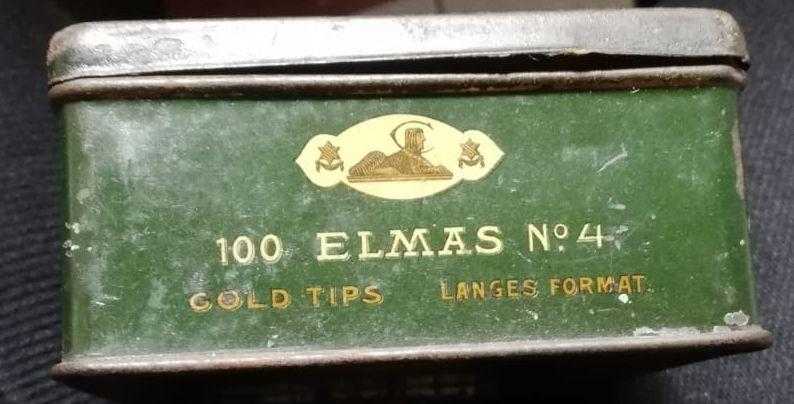 C
100 ELMAS No. 4
GOLD TIPS LANGES FORMAT.